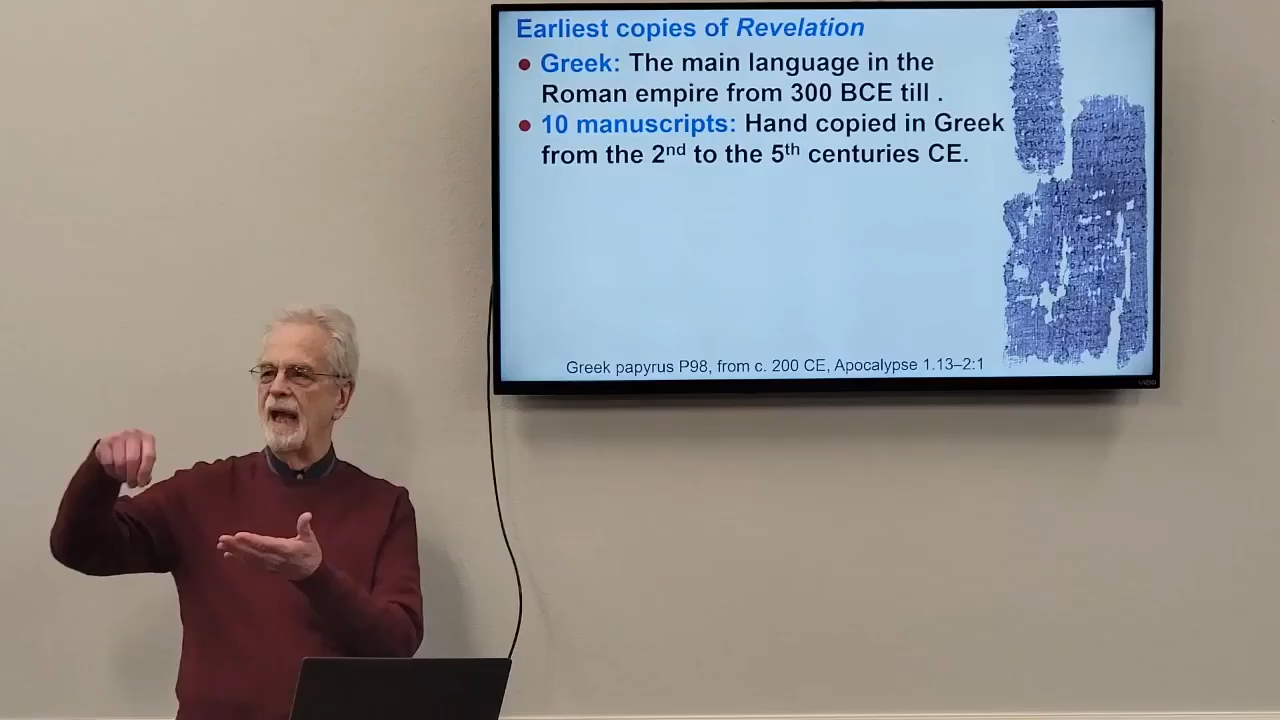 Earliest copies of Revelation
● Greek: The main language in the
Roman empire from 300 BCE till .
● 10 manuscripts: Hand copied in Greek
from the 2nd to the 5th centuries CE.
Greek papyrus P98, from c. 200 CE, Apocalypse 1.13–2:1